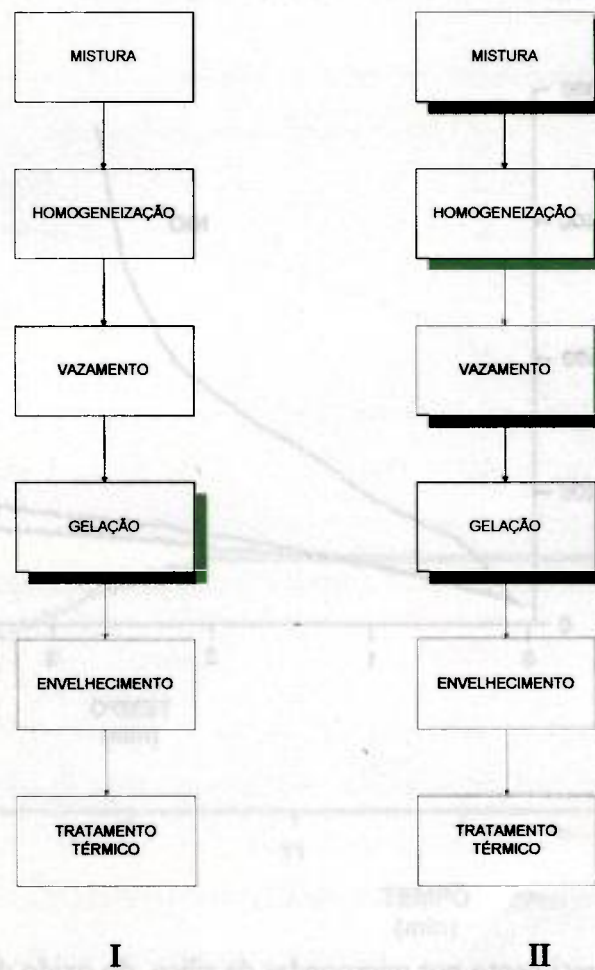 MISTURA
HOMOGENEIZAÇÃO
VAZAMENTO
GELAÇÃO
ENVELHECIMENTO
TRATAMENTO
TÉRMICO
I
MISTURA
HOMOGENEIZAÇÃO
VAZAMENTO
GELAÇÃO
ENVELHECIMENTO
TRATAMENTO
TÉRMICO
II